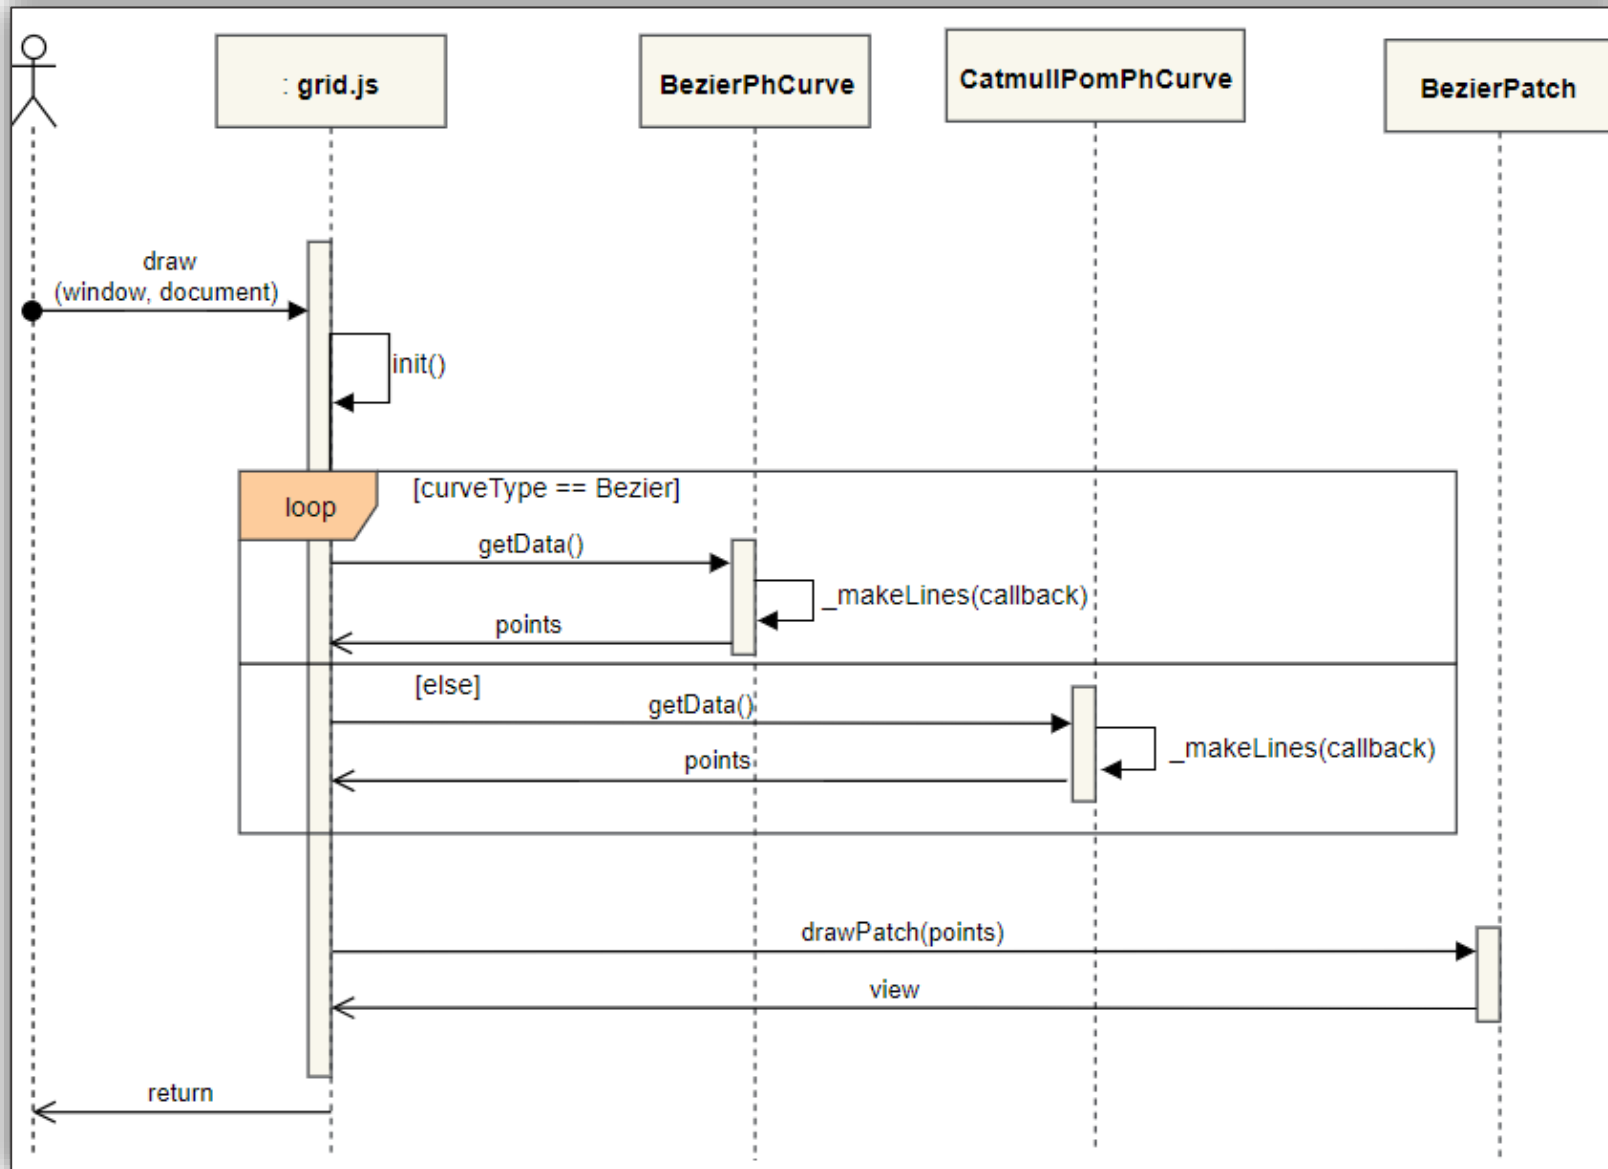 : grid.js
BezierPhCurve
CatmullPomPhCurve
BezierPatch
draw
(window, document)
init()
loop
[curveType == Bezier]
getData()
_makeLines(callback)
points
[else]
getData()
_makeLines(callback)
points
drawPatch(points)
view
return